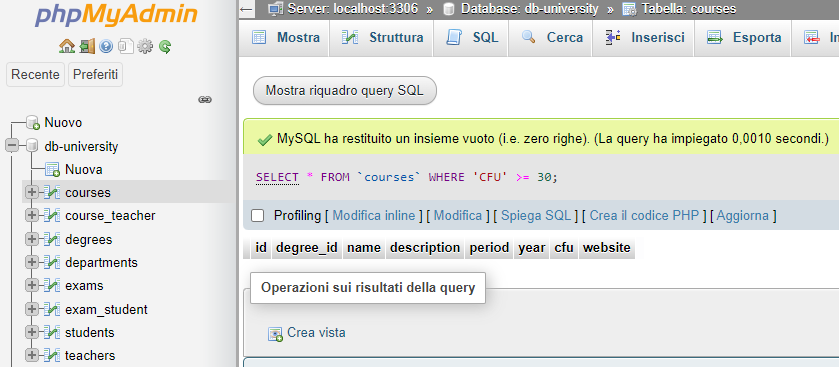 phpMyAdmin
Recente Preferiti
Nuovo
db-university
Nuova
courses
course_teacher
degrees
departments
exams
exam_student
students
teachers
Server: localhost:3306 » Database: db-university » Tabella: courses
Mostra Struttura SQL Cerca Inserisci Esporta Im
Mostra riquadro query SQL
MySQL ha restituito un insieme vuoto (i.e. zero righe). (La query ha impiegato 0,0010 secondi.)
SELECT * FROM `courses` WHERE 'CFU' >= 30;
Profiling [ Modifica inline ] [ Modifica ] [ Spiega SQL ] [ Crea il codice PHP ] [ Aggiorna ]
id degree_id name description period year cfu website
Operazioni sui risultati della query
Crea vista